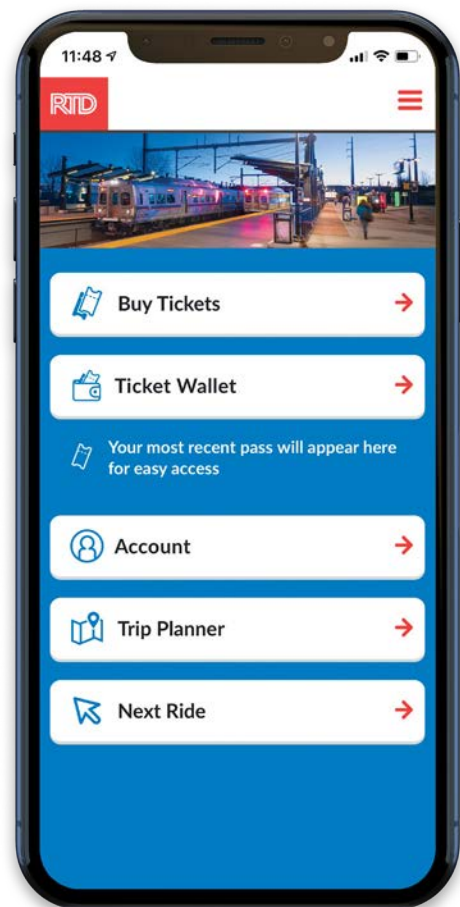 11:48
RTD
Buy Tickets
Ticket Wallet
Your most recent pass will appear here
for easy access
Account
Trip Planner
Next Ride